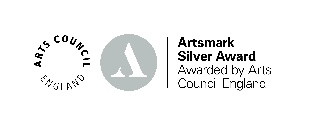 ARTS COUNCIL
ENGLAND
A
Artsmark
Silver Award
Awarded by Arts
Council England